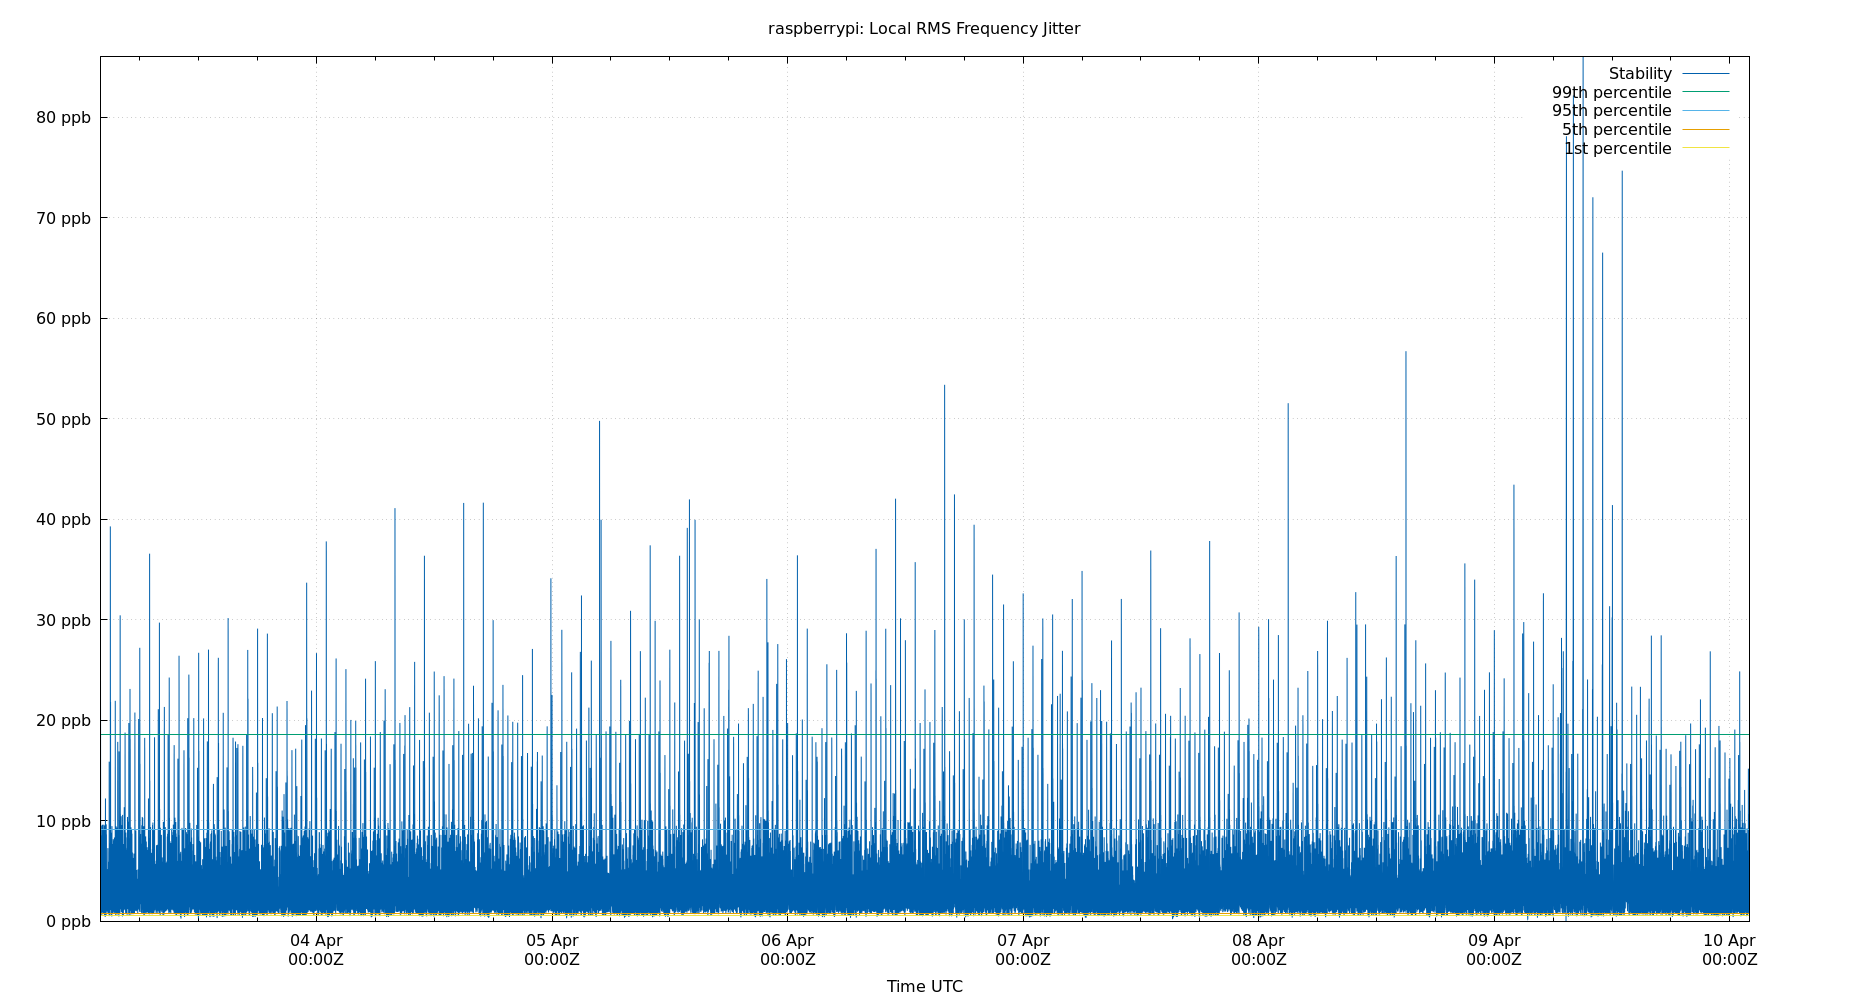 raspberrypi: Local RMS Frequency Jitter
Stability
99th percentile
95th percentile
5th percentile
1st percentile
80 ppb
70 ppb
60 ppb
50 ppb
40 ppb
30 ppb
20 ppb
10 ppb
0 ppb
04 Apr 05 Apr 06 Apr 07 Apr 08 Apr 09 Apr 10 Apr
00:00Z 00:00Z 00:00Z 00:00Z 00:00Z 00:00Z 00:00Z
Time UTC